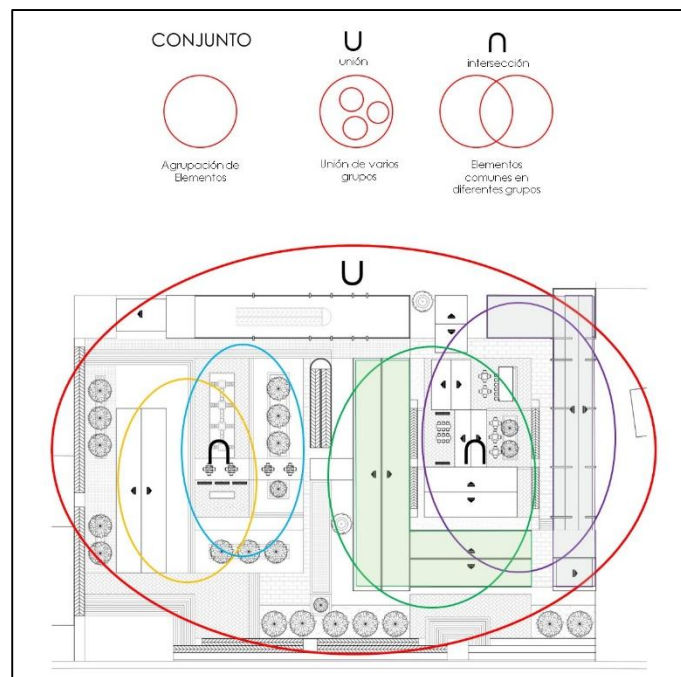 CONJUNTO
U
unión
∩
intersección
Agrupación de
Elementos
Unión de varios
grupos
Elementos
comunes en
diferentes grupos
U
∩
∩